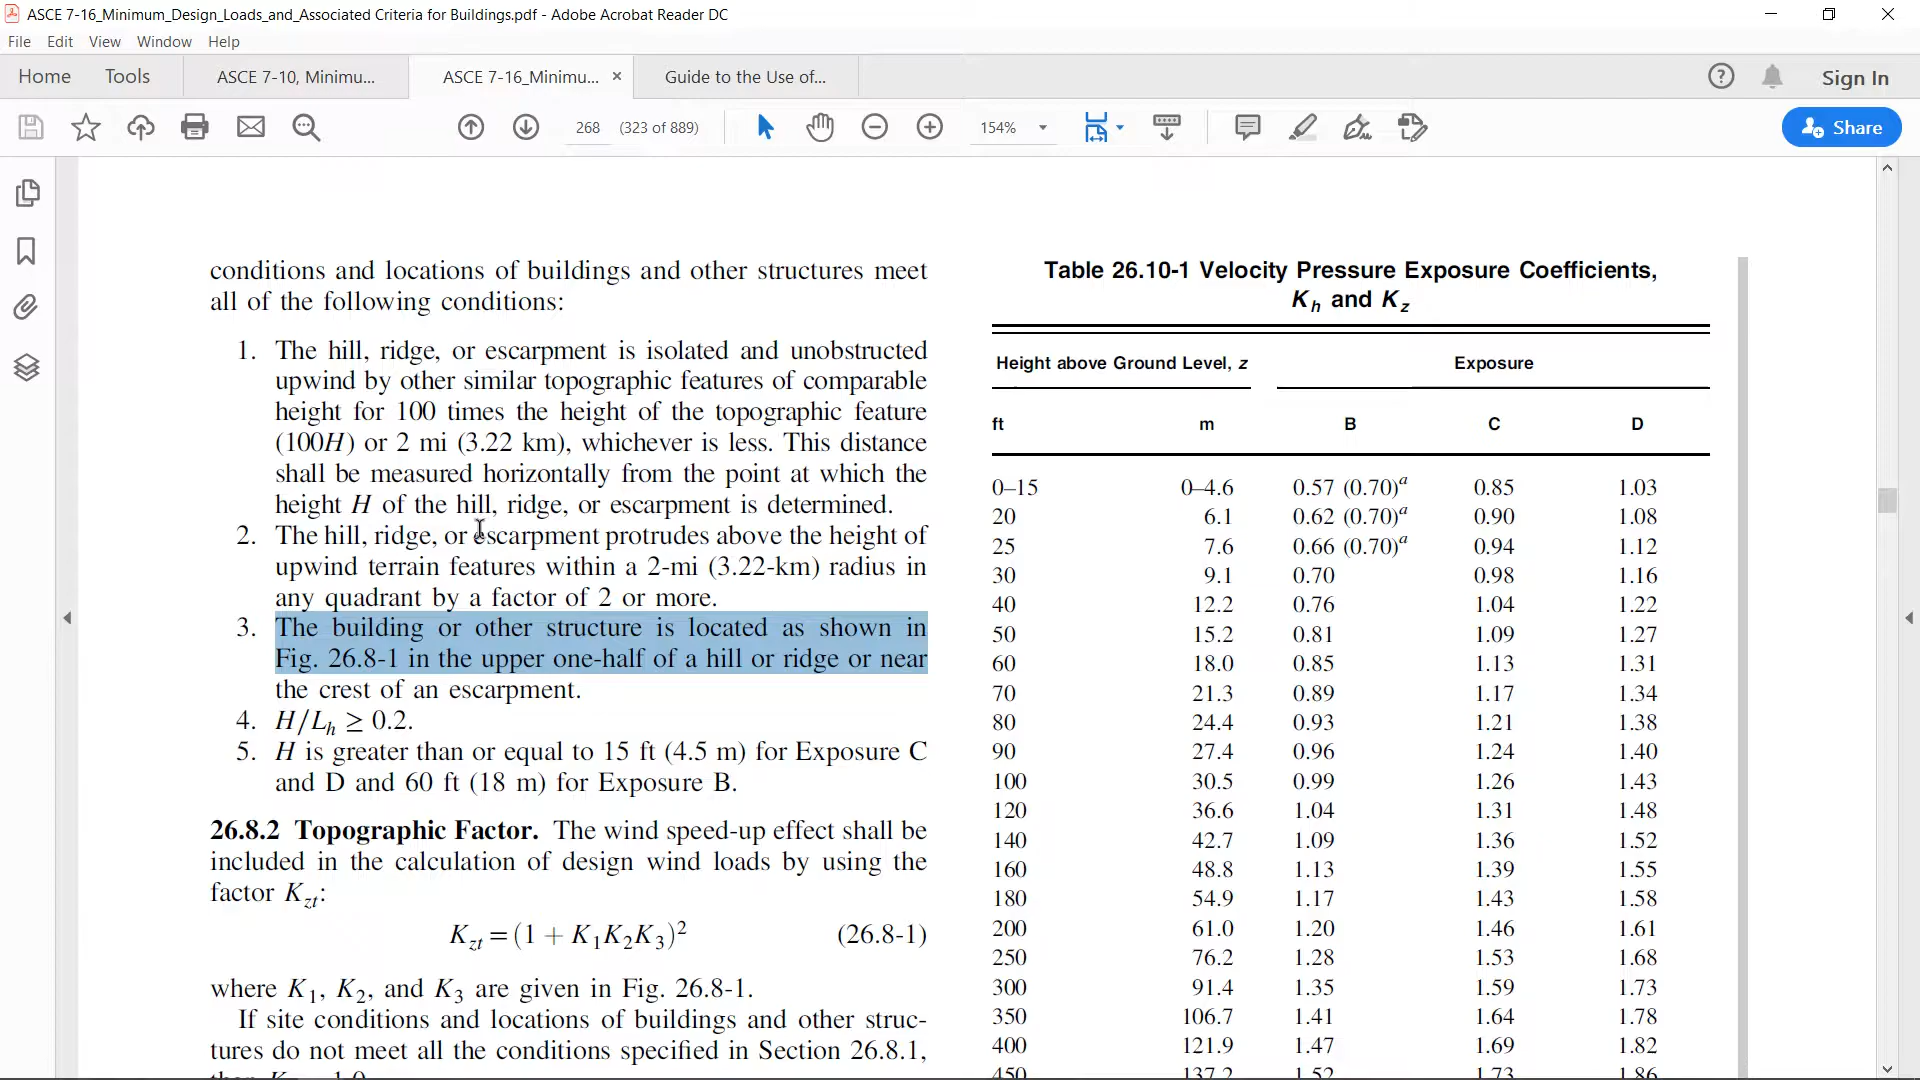 ASCE 7-16_Minimum_Design_Loads_and_Associated Criteria for Buildings.pdf - Adobe Acrobat Reader DC
File Edit View Window Help
Home Tools ASCE 7-10, Minimu... ASCE 7-16_Minimu... × Guide to the Use of... Sign In
268 (323 of 889) 154% Share
conditions and locations of buildings and other structures meet
all of the following conditions:
1. The hill, ridge, or escarpment is isolated and unobstructed
upwind by other similar topographic features of comparable
height for 100 times the height of the topographic feature
(100H) or 2 mi (3.22 km), whichever is less. This distance
shall be measured horizontally from the point at which the
height H of the hill, ridge, or escarpment is determined.
2. The hill, ridge, or escarpment protrudes above the height of
upwind terrain features within a 2-mi (3.22-km) radius in
any quadrant by a factor of 2 or more.
3. The building or other structure is located as shown in
Fig. 26.8-1 in the upper one-half of a hill or ridge or near
the crest of an escarpment.
4. H/Lh ≥ 0.2.
5. H is greater than or equal to 15 ft (4.5 m) for Exposure C
and D and 60 ft (18 m) for Exposure B.
26.8.2 Topographic Factor. The wind speed-up effect shall be
included in the calculation of design wind loads by using the
factor Kzt:
Kzt = (1 + K1K2K3)² (26.8-1)
where K1, K2, and K3 are given in Fig. 26.8-1.
If site conditions and locations of buildings and other struc-
tures do not meet all the conditions specified in Section 26.8.1,
Table 26.10-1 Velocity Pressure Exposure Coefficients,
Kh and Kz
Height above Ground Level, z Exposure
ft m B C D
0–15 0–4.6 0.57 (0.70)a 0.85 1.03
20 6.1 0.62 (0.70)a 0.90 1.08
25 7.6 0.66 (0.70)a 0.94 1.12
30 9.1 0.70 0.98 1.16
40 12.2 0.76 1.04 1.22
50 15.2 0.81 1.09 1.27
60 18.0 0.85 1.13 1.31
70 21.3 0.89 1.17 1.34
80 24.4 0.93 1.21 1.38
90 27.4 0.96 1.24 1.40
100 30.5 0.99 1.26 1.43
120 36.6 1.04 1.31 1.48
140 42.7 1.09 1.36 1.52
160 48.8 1.13 1.39 1.55
180 54.9 1.17 1.43 1.58
200 61.0 1.20 1.46 1.61
250 76.2 1.28 1.53 1.68
300 91.4 1.35 1.59 1.73
350 106.7 1.41 1.64 1.78
400 121.9 1.47 1.69 1.82
450 137.2 1.52 1.73 1.86